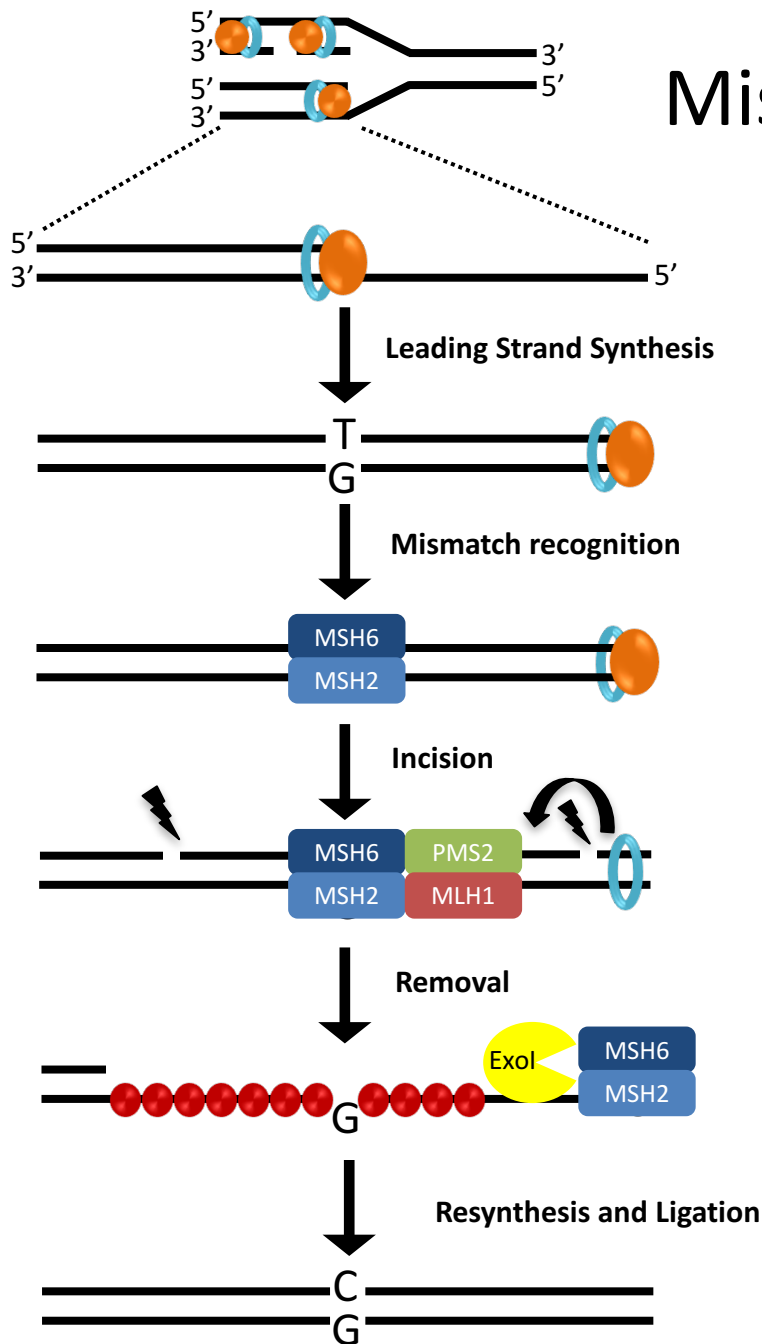 5’
3’
3’
5’
5’
3’
Mis
5’
3’
5’
Leading Strand Synthesis
T
G
Mismatch recognition
MSH6
MSH2
Incision
MSH6 PMS2
MSH2 MLH1
Removal
ExoI MSH6
MSH2
G
Resynthesis and Ligation
C
G